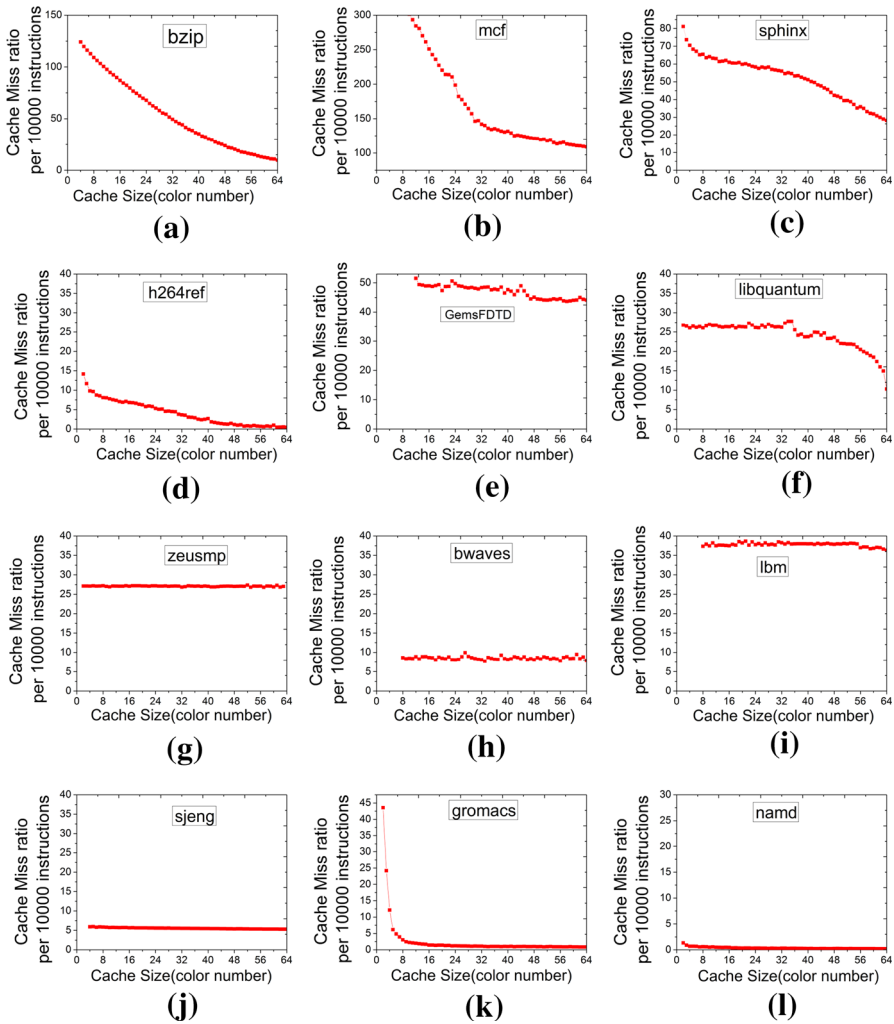 bzip
Cache Miss ratio
per 10000 instructions
150
100
50
0
0 8 16 24 32 40 48 56 64
Cache Size(color number)
(a)
mcf
Cache Miss ratio
per 10000 instructions
300
250
200
150
100
0 8 16 24 32 40 48 56 64
Cache Size(color number)
(b)
sphinx
Cache Miss ratio
per 10000 instructions
80
70
60
50
40
30
20
10
0
0 8 16 24 32 40 48 56 64
Cache Size(color number)
(c)
h264ref
Cache Miss ratio
per 10000 instructions
40
35
30
25
20
15
10
5
0
0 8 16 24 32 40 48 56 64
Cache Size(color number)
(d)
GemsFDTD
Cache Miss ratio
per 10000 instructions
50
40
30
20
10
0
0 8 16 24 32 40 48 56 64
Cache Size(color number)
(e)
libquantum
Cache Miss ratio
per 10000 instructions
40
35
30
25
20
15
10
5
0
0 8 16 24 32 40 48 56 64
Cache Size(color number)
(f)
zeusmp
Cache Miss ratio
per 10000 instructions
40
35
30
25
20
15
10
5
0
0 8 16 24 32 40 48 56 64
Cache Size(color number)
(g)
bwaves
Cache Miss ratio
per 10000 instructions
40
35
30
25
20
15
10
5
0
0 8 16 24 32 40 48 56 64
Cache Size(color number)
(h)
lbm
Cache Miss ratio
per 10000 instructions
40
35
30
25
20
15
10
5
0
0 8 16 24 32 40 48 56 64
Cache Size(color number)
(i)
sjeng
Cache Miss ratio
per 10000 instructions
40
35
30
25
20
15
10
5
0
0 8 16 24 32 40 48 56 64
Cache Size(color number)
(j)
gromacs
Cache Miss ratio
per 10000 instructions
45
40
35
30
25
20
15
10
5
0
0 8 16 24 32 40 48 56 64
Cache Size(color number)
(k)
namd
Cache Miss ratio
per 10000 instructions
30
25
20
15
10
5
0
0 8 16 24 32 40 48 56 64
Cache Size(color number)
(l)